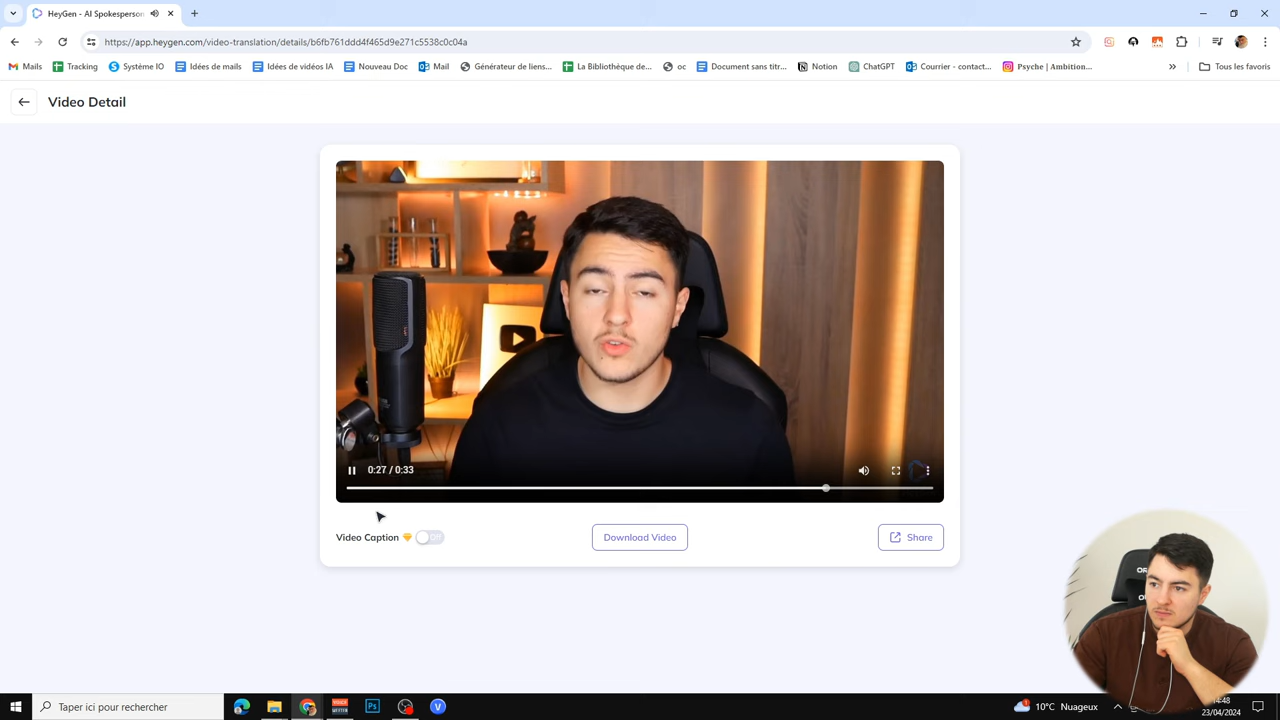 HeyGen - AI Spokesperson
https://app.heygen.com/video-translation/details/b6fb761ddd4f465d9e271c5538c0c04a
Mails
Tracking
Système IO
Idées de mails
Idées de vidéos IA
Nouveau Doc
Mail
Générateur de liens...
La Bibliothèque de...
oc
Document sans titr...
Notion
ChatGPT
Courrier - contact...
Psyche | Ambition...
»
Tous les favoris
Video Detail
0:27 / 0:33
Video Caption
Off
Download Video
Share
Taper ici pour rechercher
10°C Nuageux
14:48
23/04/2024